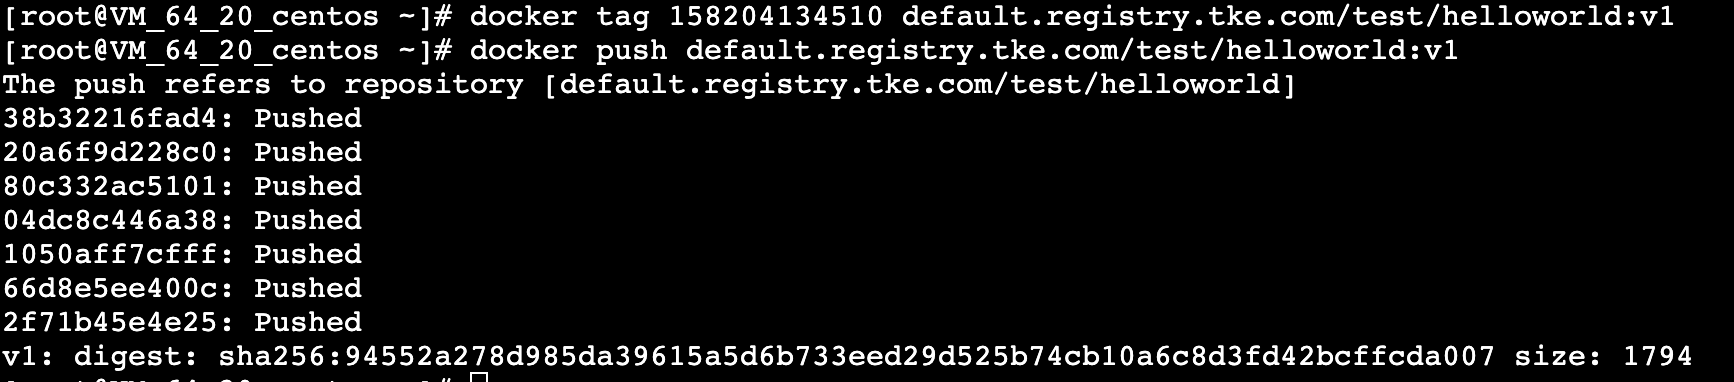 [root@VM_64_20_centos ~]# docker tag 158204134510 default.registry.tke.com/test/helloworld:v1
[root@VM_64_20_centos ~]# docker push default.registry.tke.com/test/helloworld:v1
The push refers to repository [default.registry.tke.com/test/helloworld]
38b32216fad4: Pushed
20a6f9d228c0: Pushed
80c332ac5101: Pushed
04dc8c446a38: Pushed
1050aff7cfff: Pushed
66d8e5ee400c: Pushed
2f71b45e4e25: Pushed
v1: digest: sha256:94552a278d985da39615a5d6b733eed29d525b74cb10a6c8d3fd42bcffcda007 size: 1794